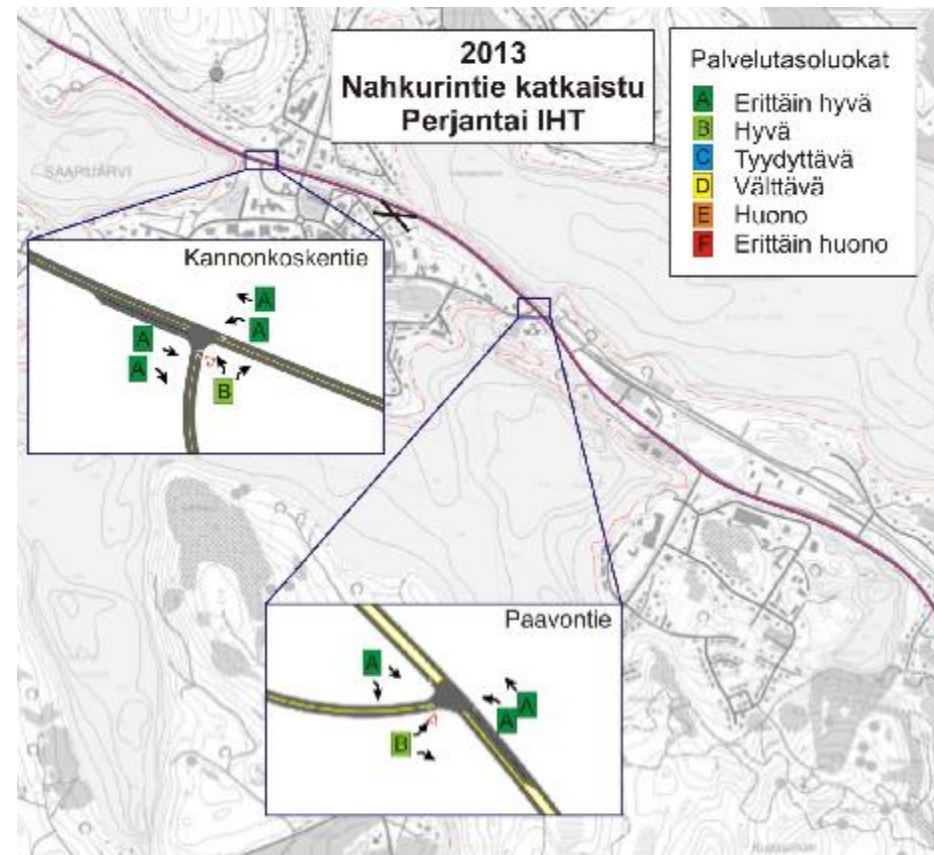 2013
Nahkurintie katkaistu
Perjantai IHT
Palvelutasoluokat
A Erittäin hyvä
B Hyvä
C Tyydyttävä
D Välttävä
E Huono
F Erittäin huono
SAARIJÄRVI
Kannonkoskentie
A
A
A
A
B
Paavontie
A
A
A
B